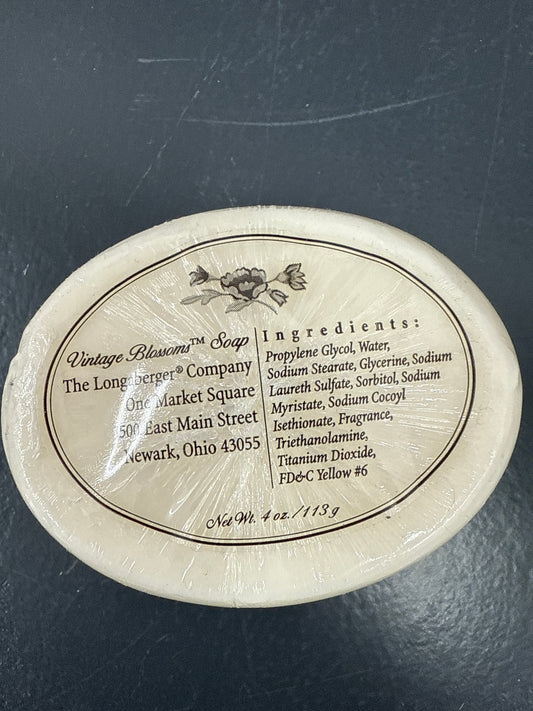 Vintage Blossoms™ Soap
The Longaberger® Company
One Market Square
500 East Main Street
Newark, Ohio 43055
Ingredients:
Propylene Glycol, Water,
Sodium Stearate, Glycerine, Sodium
Laureth Sulfate, Sorbitol, Sodium
Myristate, Sodium Cocoyl
Isethionate, Fragrance,
Triethanolamine,
Titanium Dioxide,
FD&C Yellow #6
Net Wt. 4 oz./113g